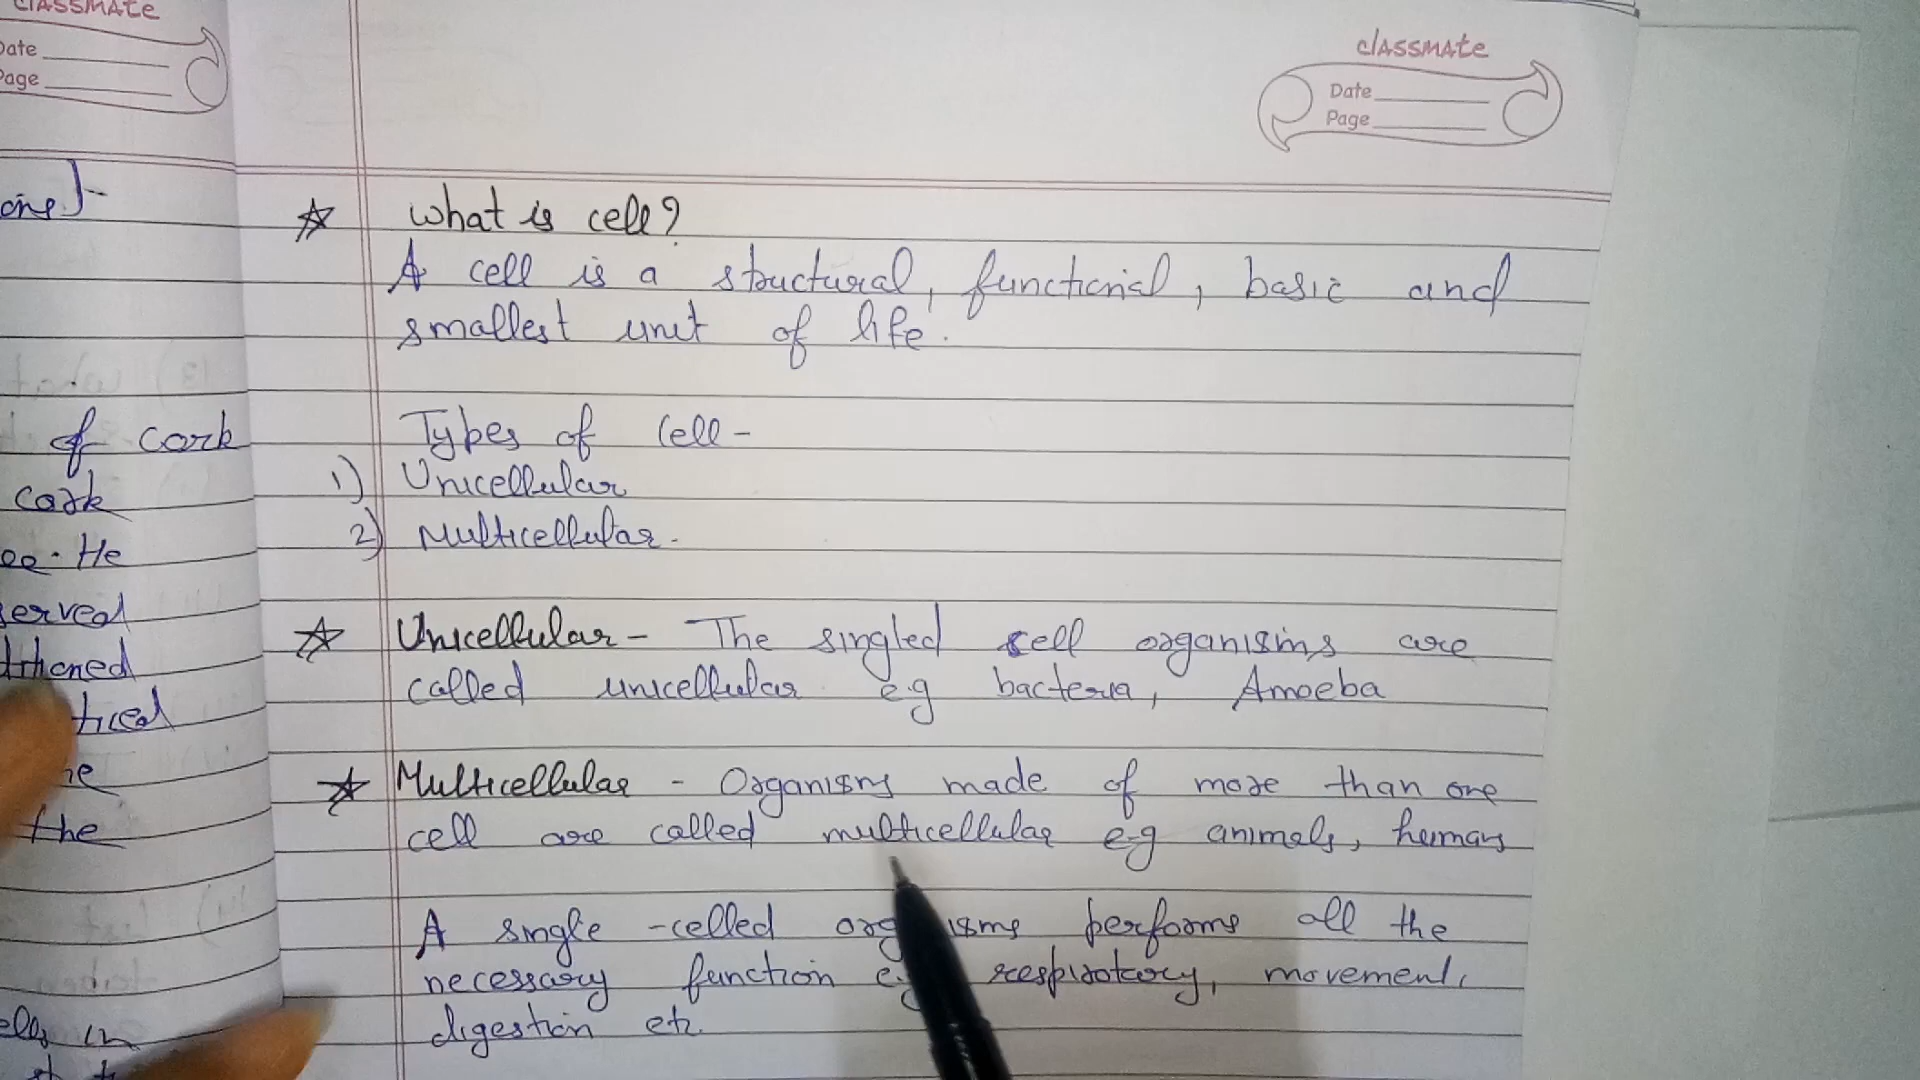 classmate
Date
Page
of cork
cork
He
the
classmate
Date
Page
What is cell?
A cell is a structural, functional, basic and
smallest unit of life.
Types of cell -
1) Unicellular
2) Multicellular.
Unicellular - The singled cell organisms are
called unicellular e.g bacteria, Amoeba
Multicellular - Organisms made of more than one
cell are called multicellular e-g animals, humans
A single -celled organisms performs all the
necessary function e.g respiratory, movement,
digestion etc.